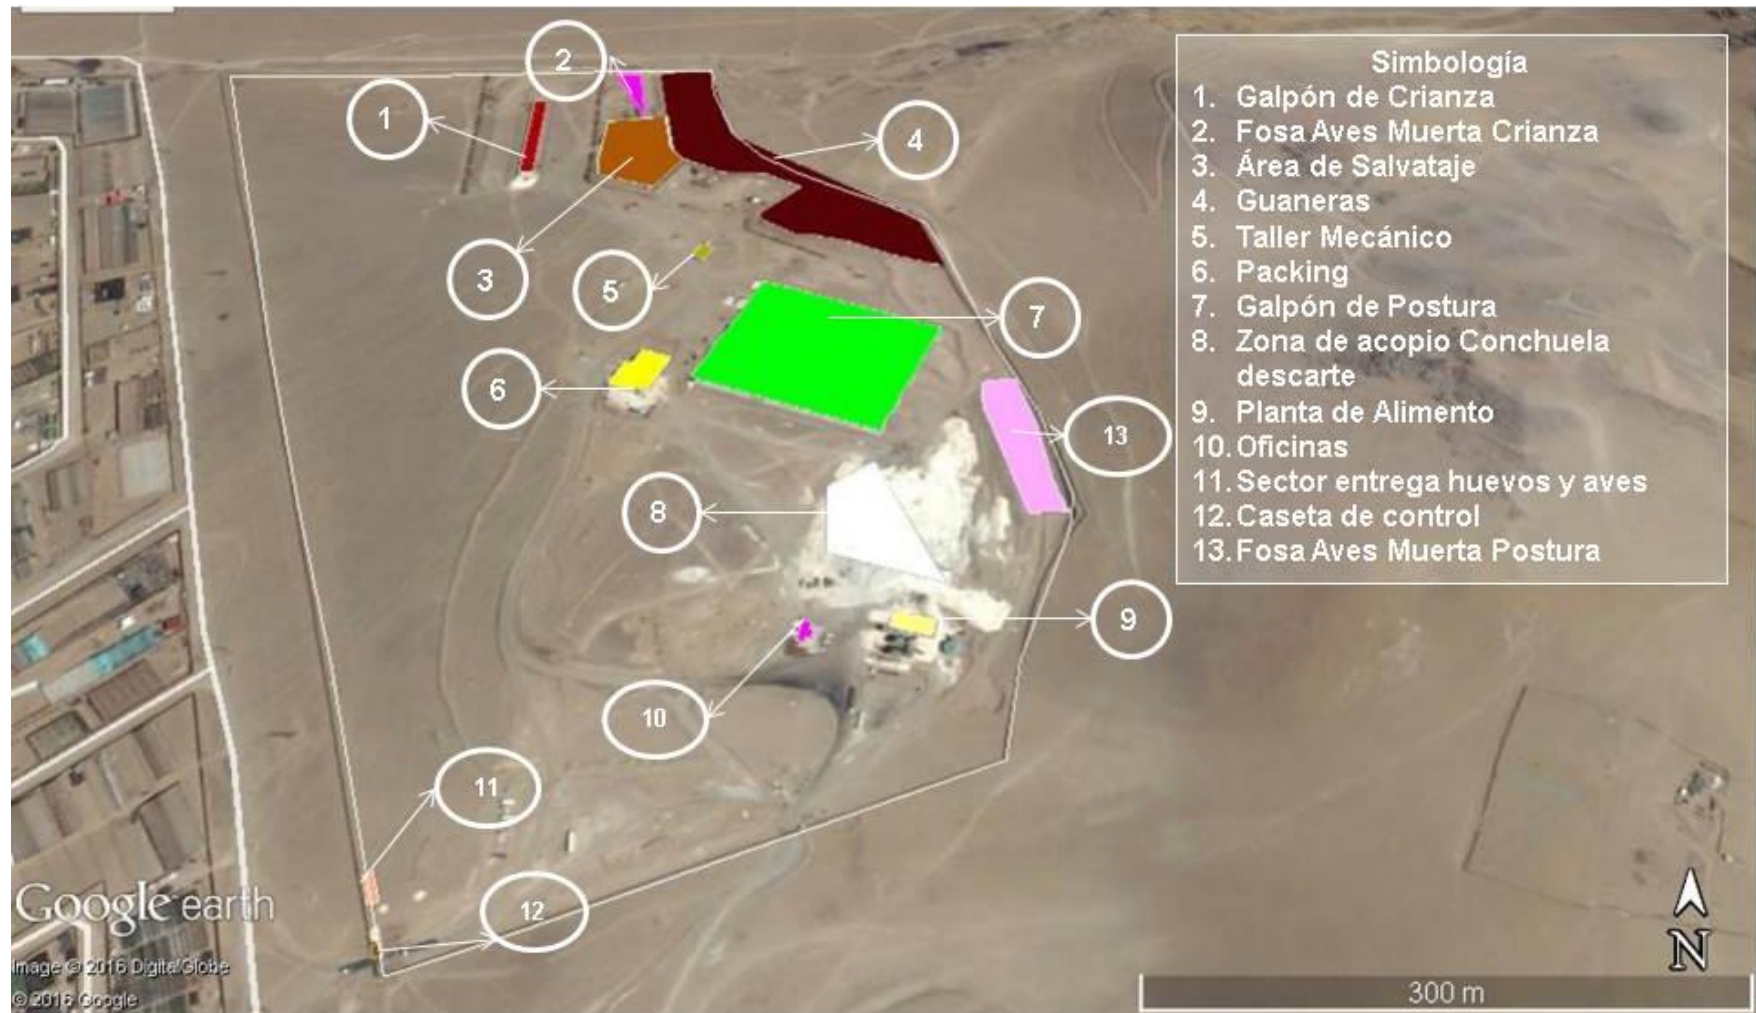 Simbología
1. Galpón de Crianza
2. Fosa Aves Muerta Crianza
3. Área de Salvataje
4. Guaneras
5. Taller Mecánico
6. Packing
7. Galpón de Postura
8. Zona de acopio Conchuela
descarte
9. Planta de Alimento
10. Oficinas
11. Sector entrega huevos y aves
12. Caseta de control
13. Fosa Aves Muerta Postura
2
1
4
3
5
7
6
13
8
9
10
11
12
Google earth
Image © 2016 DigitalGlobe
© 2016 Google
N
300 m